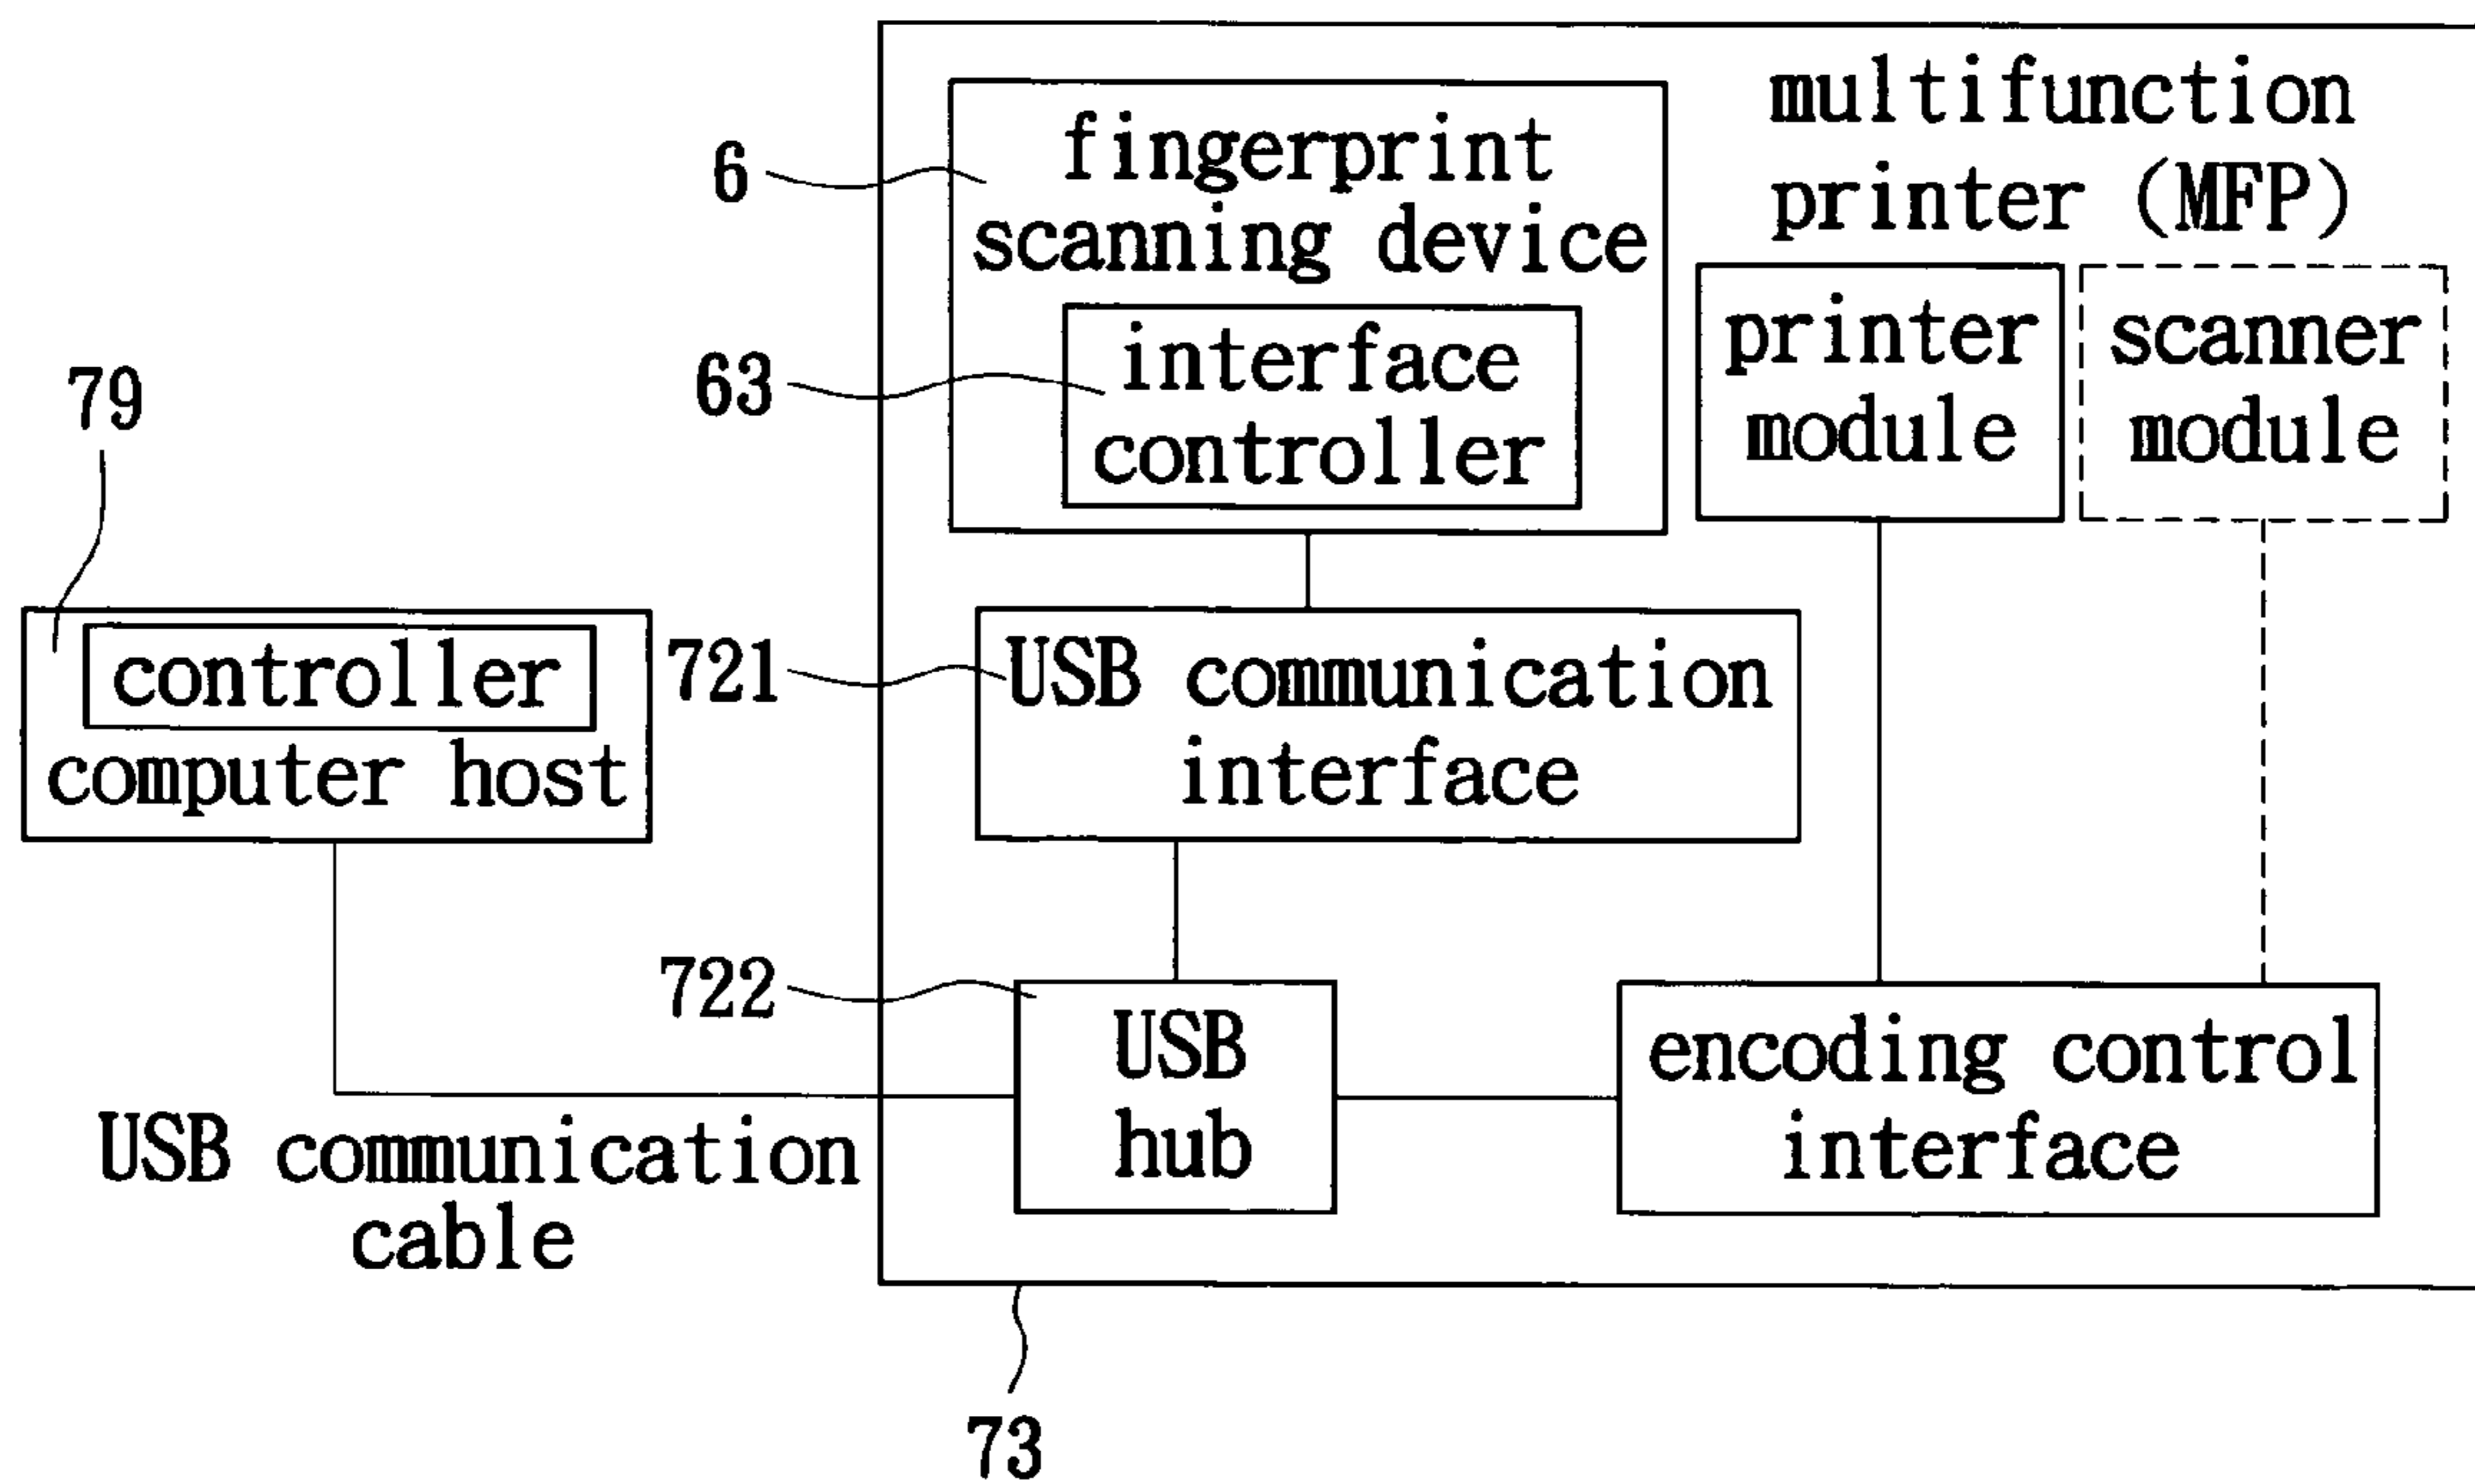 multifunction
printer (MFP)
6
fingerprint
scanning device
63
interface
controller
printer
module
scanner
module
79
controller
computer host
721
USB communication
interface
722
USB
hub
encoding control
interface
USB communication
cable
73